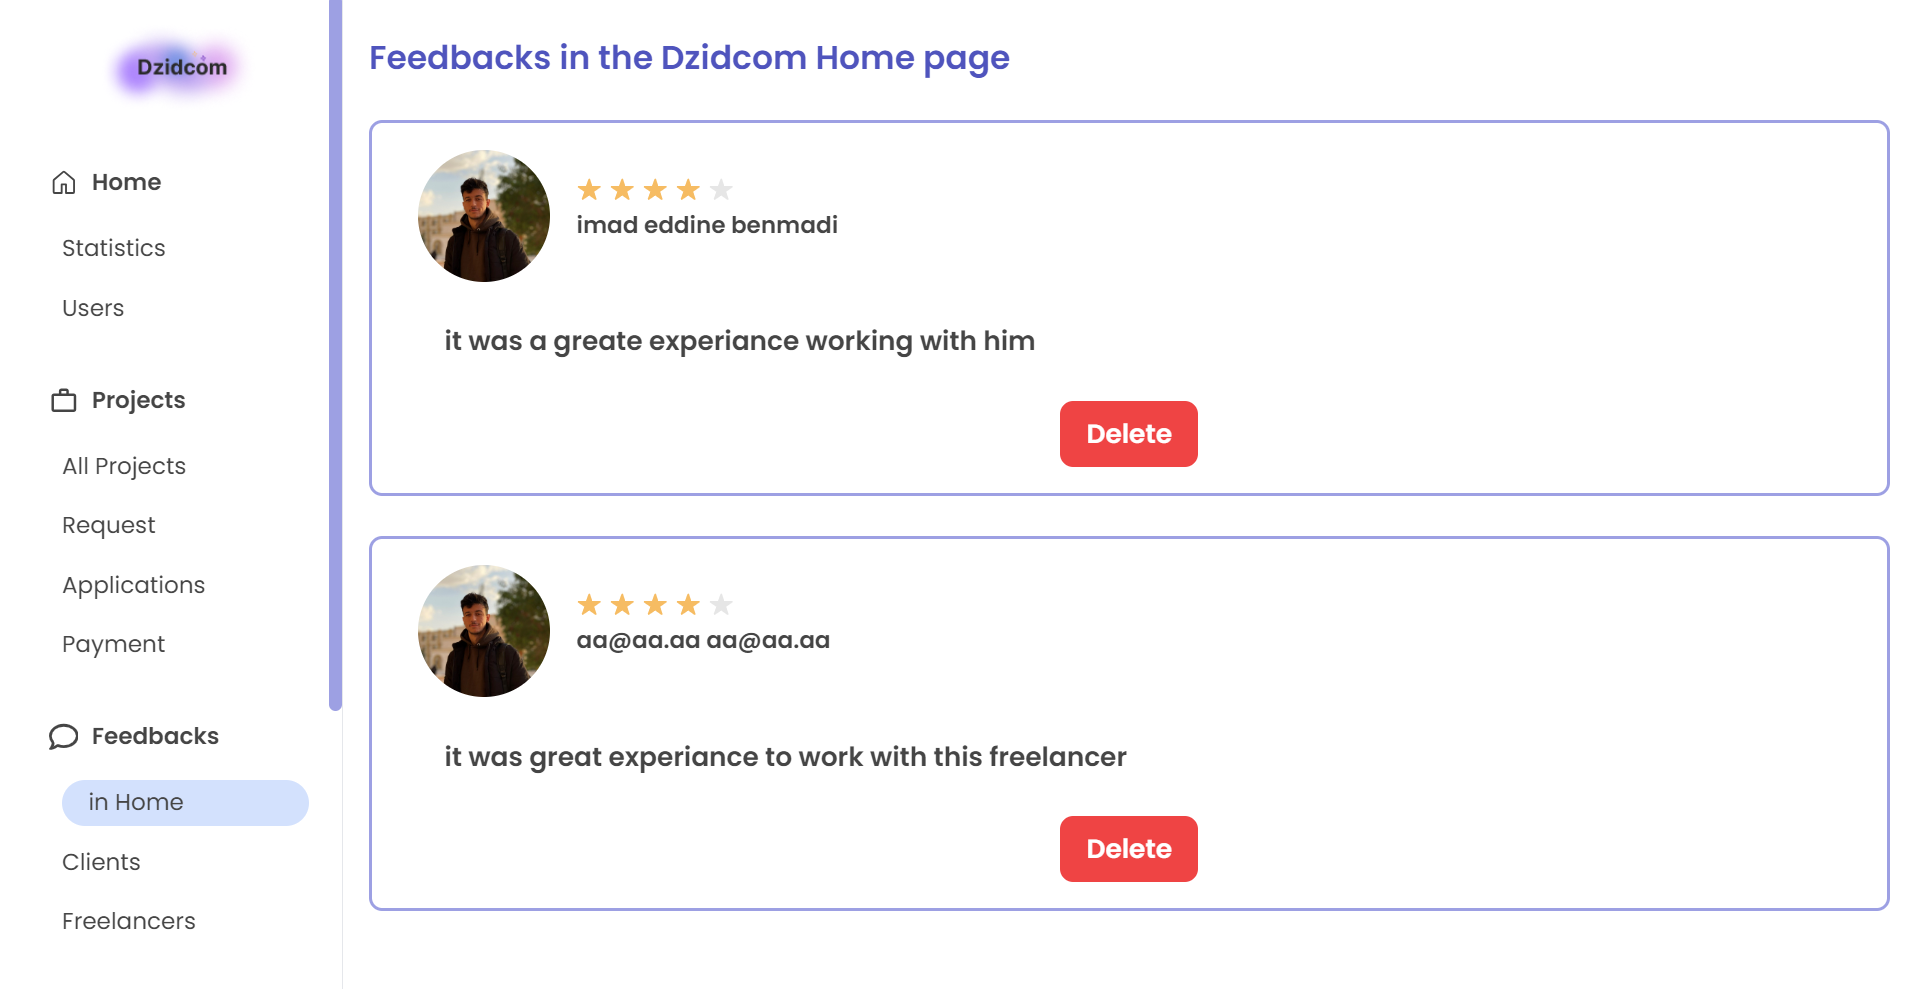 Dzidcom
Home
Statistics
Users
Projects
All Projects
Request
Applications
Payment
Feedbacks
in Home
Clients
Freelancers
Feedbacks in the Dzidcom Home page
imad eddine benmadi
it was a greate experiance working with him
Delete
aa@aa.aa aa@aa.aa
it was great experiance to work with this freelancer
Delete